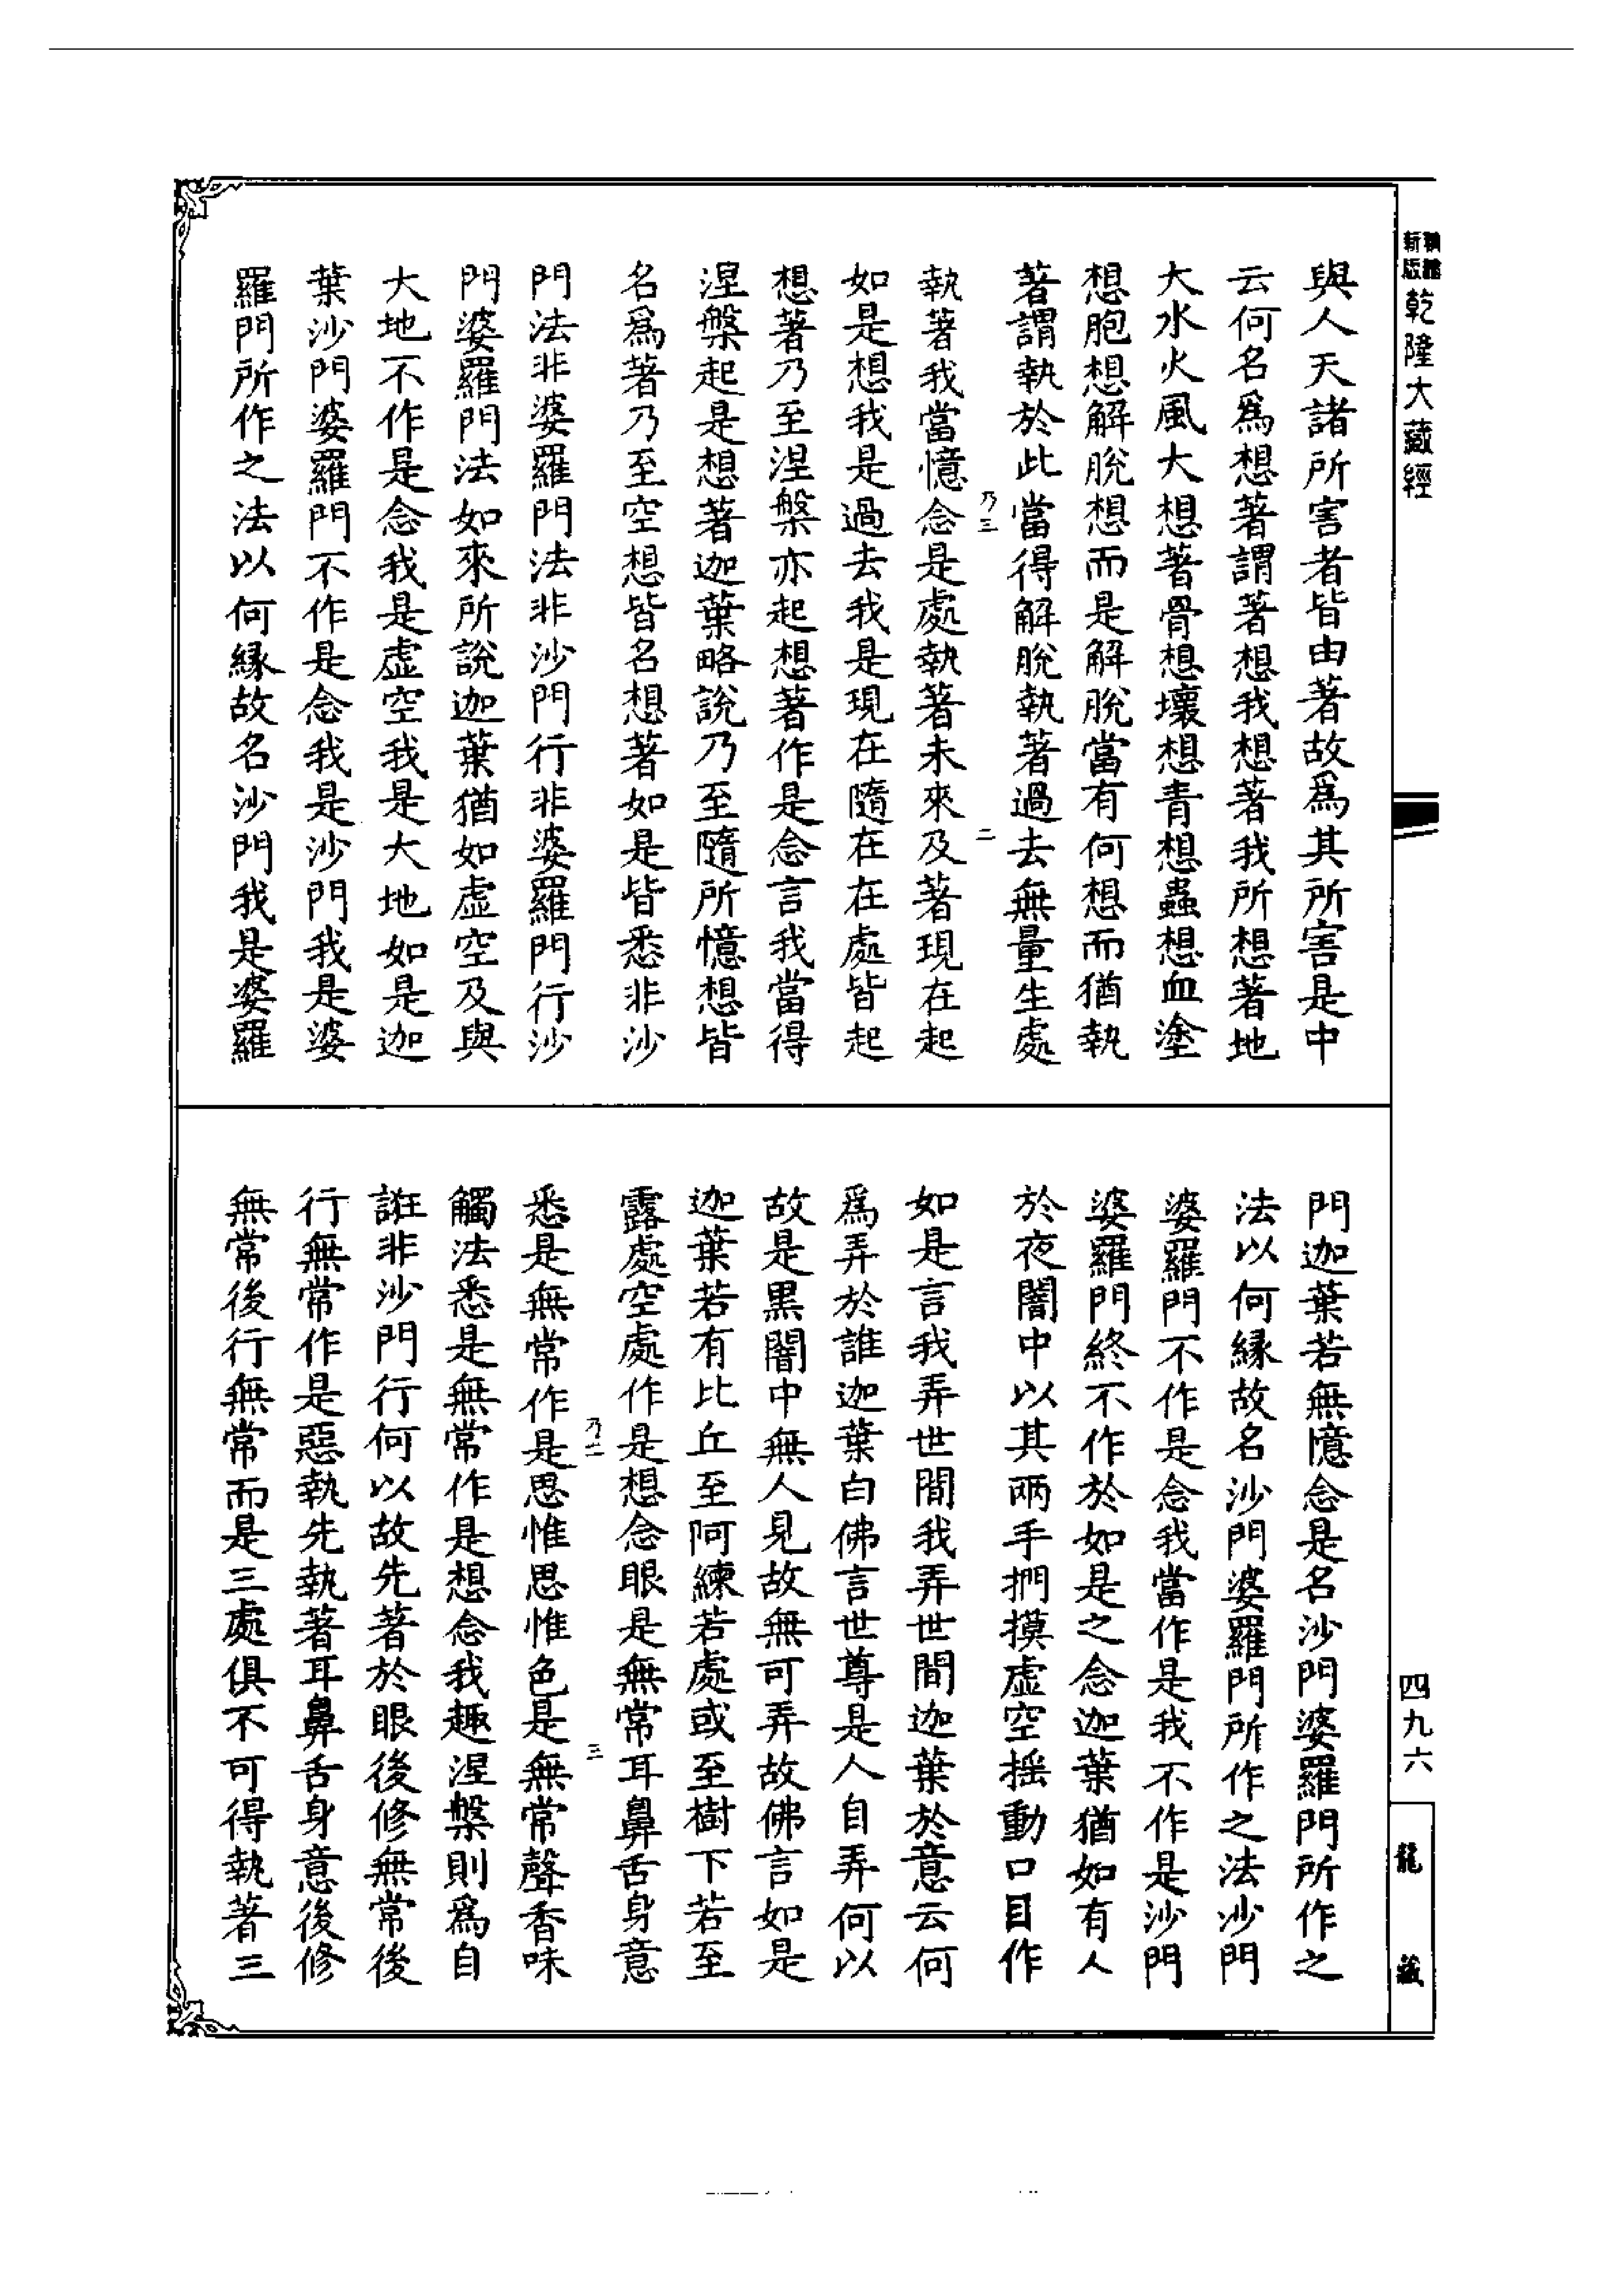 新版
乾隆大藏經
與人天諸所害者皆由著故爲其所害是中
云何名爲想著謂著想我想著我所想著地
大水火風大想著骨想壞想青想蟲想血塗
想胞想解脫想而是解脫當有何想而猶執
著謂執於此當得解脫執著過去無量生處
乃三
二
執著我當憶念是處執著未來及著現在起
如是想我是過去我是現在隨在在處皆起
想著乃至涅槃亦起想著作是念言我當得
涅槃起是想著迦葉略說乃至隨所憶想皆
名爲著乃至空想皆名想著如是皆悉非沙
門法非婆羅門法非沙門行非婆羅門行沙
門婆羅門法如來所說迦葉猶如虛空及與
大地不作是念我是虛空我是大地如是迦
葉沙門婆羅門不作是念我是沙門我是婆
羅門所作之法以何緣故名沙門我是婆羅
門迦葉若無憶念是名沙門婆羅門所作之
法以何緣故名沙門婆羅門所作之法沙門
婆羅門不作是念我當作是我不作是沙門
婆羅門終不作於如是之念迦葉猶如有人
於夜闇中以其兩手捫摸虛空搖動口目作
如是言我弄世間我弄世間迦葉於意云何
爲弄於誰迦葉白佛言世尊是人自弄何以
故是黑闇中無人見故無可弄故佛言如是
迦葉若有比丘至阿練若處或至樹下若至
露處空處作是想念眼是無常耳鼻舌身意
三
悉是無常作是思惟思惟色是無常聲香味
觸法悉是無常作是想念我趣涅槃則爲自
誑非沙門行何以故先著於眼後修無常後
行無常作是惡執先執著耳鼻舌身意後修
無常後行無常而是三處俱不可得執著三
四九六
龍藏